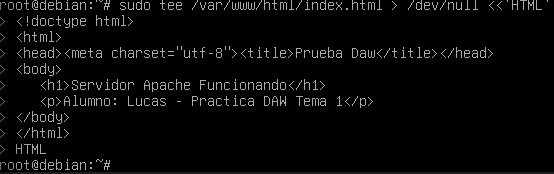 root@debian:~# sudo tee /var/www/html/index.html > /dev/null <<'HTML'
> <!doctype html>
> <html>
> <head><meta charset="utf-8"><title>Prueba Daw</title></head>
> <body>
>    <h1>Servidor Apache Funcionando</h1>
>    <p>Alumno: Lucas - Practica DAW Tema 1</p>
> </body>
> </html>
> HTML
root@debian:~#